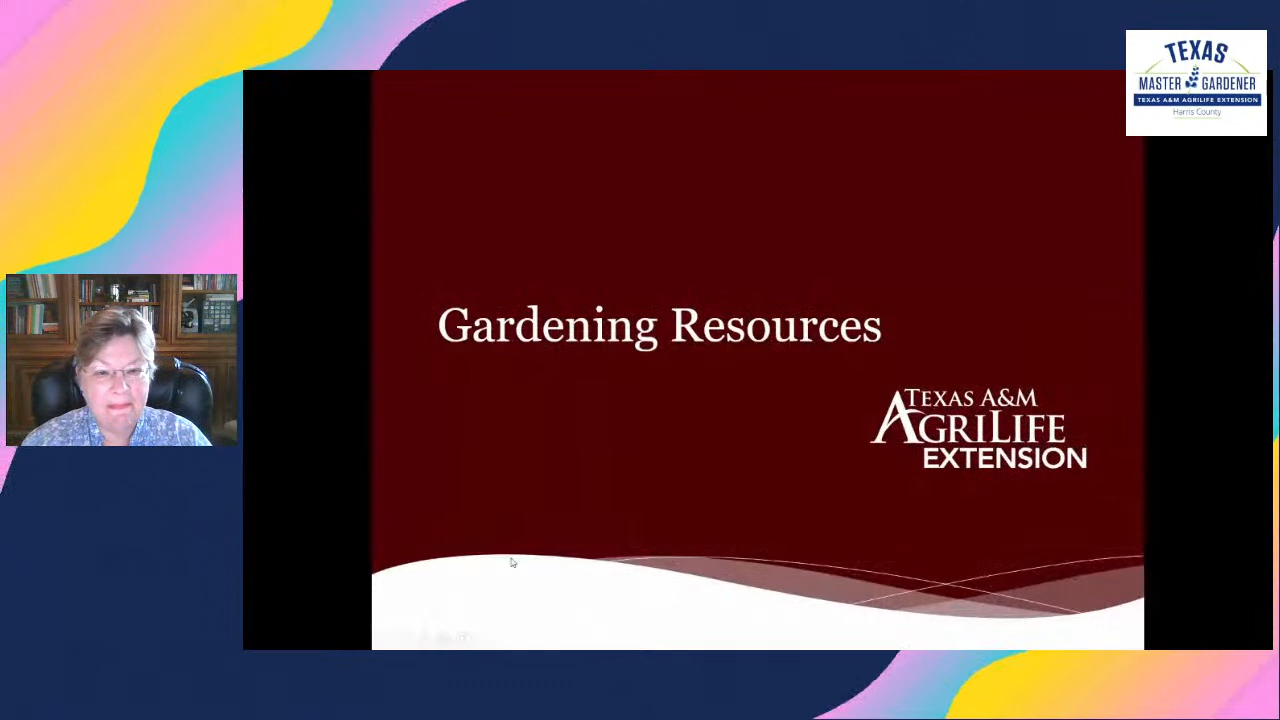 TEXAS
MASTER GARDENER
TEXAS A&M AGRILIFE EXTENSION
Harris County
Gardening Resources
TEXAS A&M
AGRILIFE
EXTENSION